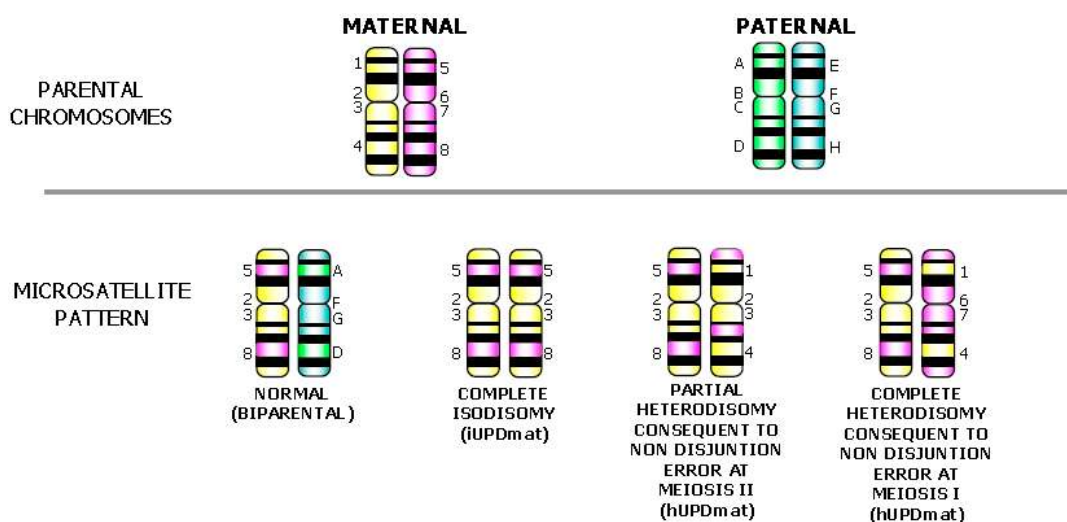 MATERNAL
PATERNAL
PARENTAL
CHROMOSOMES
1
2
3
4
5
6
7
8
A
B
C
D
E
F
G
H
MICROSATELLITE
PATTERN
5
2
3
8
A
F
G
D
NORMAL
(BIPARENTAL)
5
2
3
8
5
2
3
8
COMPLETE
ISODISOMY
(iUPDmat)
5
2
3
8
1
2
3
4
PARTIAL
HETERODISOMY
CONSEQUENT TO
NON DISJUNTION
ERROR AT
MEIOSIS II
(hUPDmat)
5
2
3
8
1
6
7
4
COMPLETE
HETERODISOMY
CONSEQUENT TO
NON DISJUNTION
ERROR AT
MEIOSIS I
(hUPDmat)